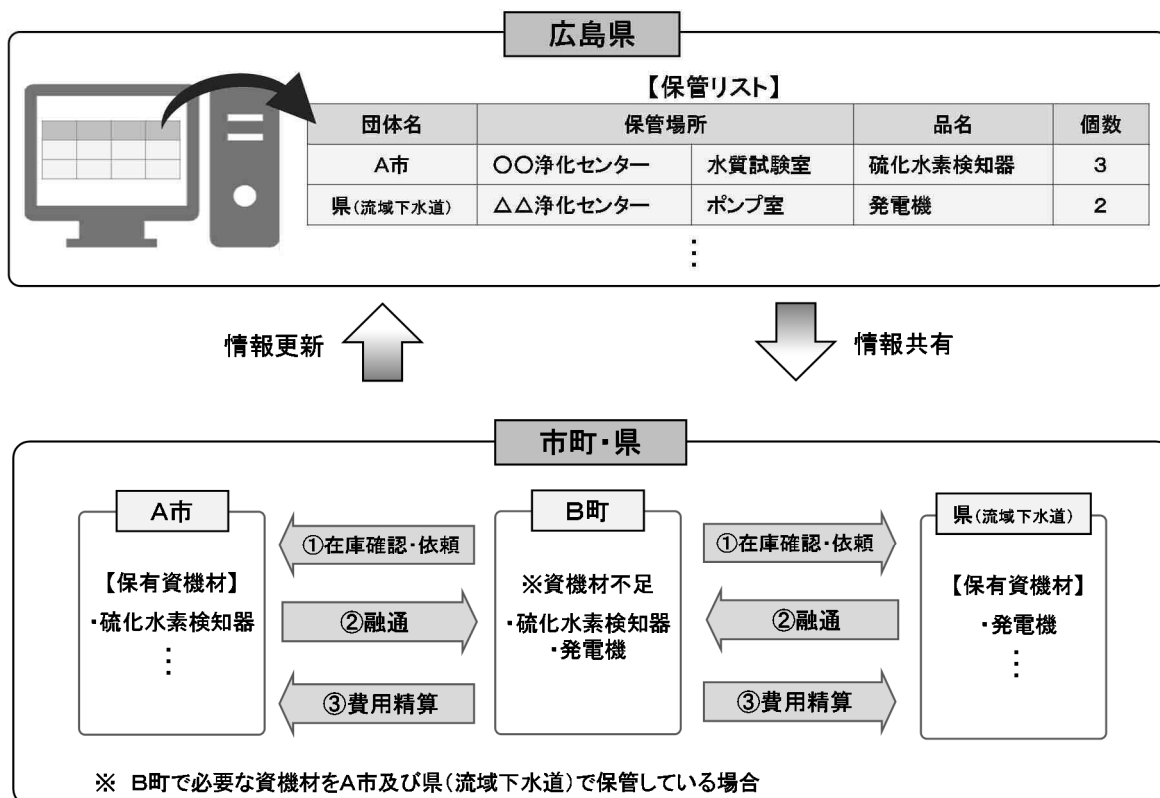 広島県
【保管リスト】
団体名 保管場所 品名 個数
A市 〇〇浄化センター 水質試験室 硫化水素検知器 3
県(流域下水道) △△浄化センター ポンプ室 発電機 2
⋮
情報更新
情報共有
市町・県
A市
【保有資機材】
・硫化水素検知器
⋮
①在庫確認・依頼
②融通
③費用精算
B町
※資機材不足
・硫化水素検知器
・発電機
①在庫確認・依頼
②融通
③費用精算
県(流域下水道)
【保有資機材】
・発電機
⋮
※ B町で必要な資機材をA市及び県(流域下水道)で保管している場合